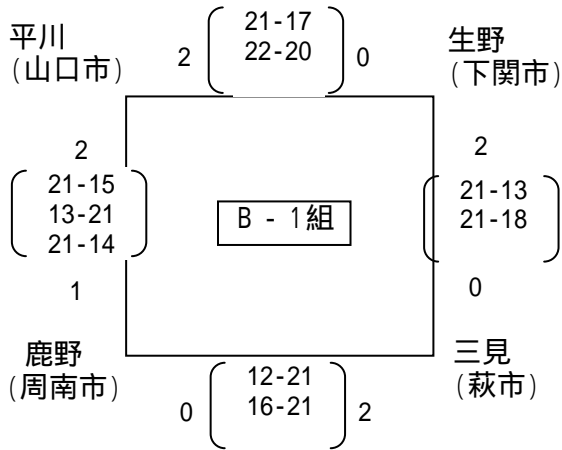 平川
(山口市)
2
21-17
22-20
0
生野
(下関市)
2
21-15
13-21
21-14
1
B - 1組
2
21-13
21-18
0
鹿野
(周南市)
0
12-21
16-21
2
三見
(萩市)